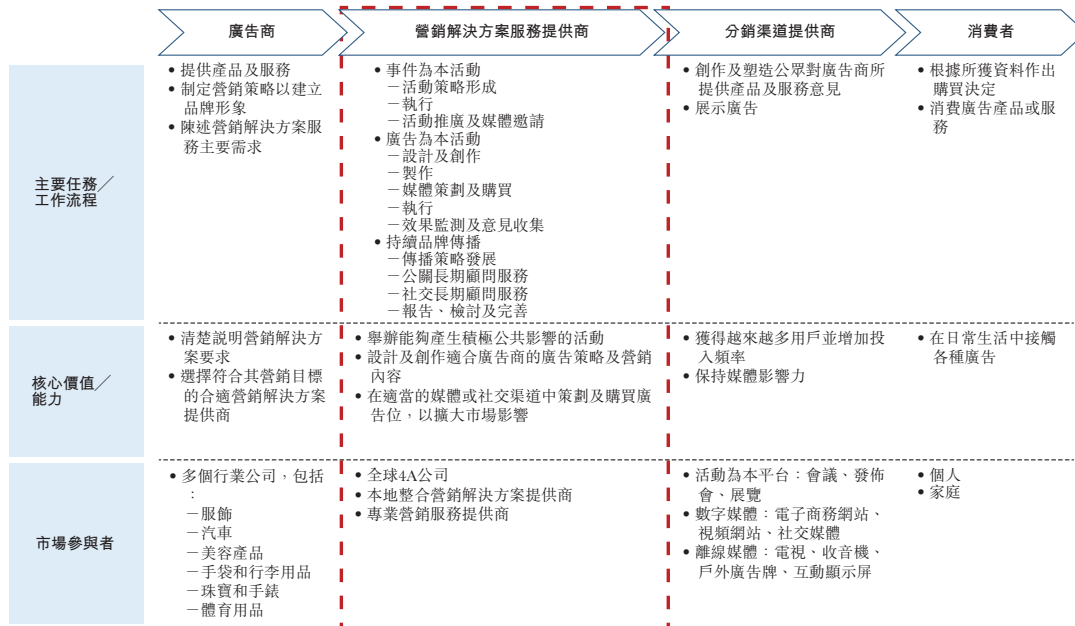 廣告商
營銷解決方案服務提供商
分銷渠道提供商
消費者
主要任務／
工作流程
• 提供產品及服務
• 制定營銷策略以建立
品牌形象
• 陳述營銷解決方案服
務主要需求
• 事件為本活動
－活動策略形成
－執行
－活動推廣及媒體邀請
• 廣告為本活動
－設計及創作
－製作
－媒體策劃及購買
－執行
－效果監測及意見收集
• 持續品牌傳播
－傳播策略發展
－公關長期顧問服務
－社交長期顧問服務
－報告、檢討及完善
• 創作及塑造公眾對廣告商所
提供產品及服務意見
• 展示廣告
• 根據所獲資料作出
購買決定
• 消費廣告產品或服
務
核心價值／
能力
• 清楚說明營銷解決方
案要求
• 選擇符合其營銷目標
的合適營銷解決方案
提供商
• 舉辦能夠產生積極公共影響的活動
• 設計及創作適合廣告商的廣告策略及營銷
內容
• 在適當的媒體或社交渠道中策劃及購買廣
告位，以擴大市場影響
• 獲得越來越多用戶並增加投
入頻率
• 保持媒體影響力
• 在日常生活中接觸
各種廣告
市場參與者
• 多個行業公司，包括
：
－服飾
－汽車
－美容產品
－手袋和行李用品
－珠寶和手錶
－體育用品
• 全球4A公司
• 本地整合營銷解決方案提供商
• 專業營銷服務提供商
• 活動為本平台：會議、發佈
會、展覽
• 數字媒體：電子商務網站、
視頻網站、社交媒體
• 離線媒體：電視、收音機、
戶外廣告牌、互動顯示屏
• 個人
• 家庭